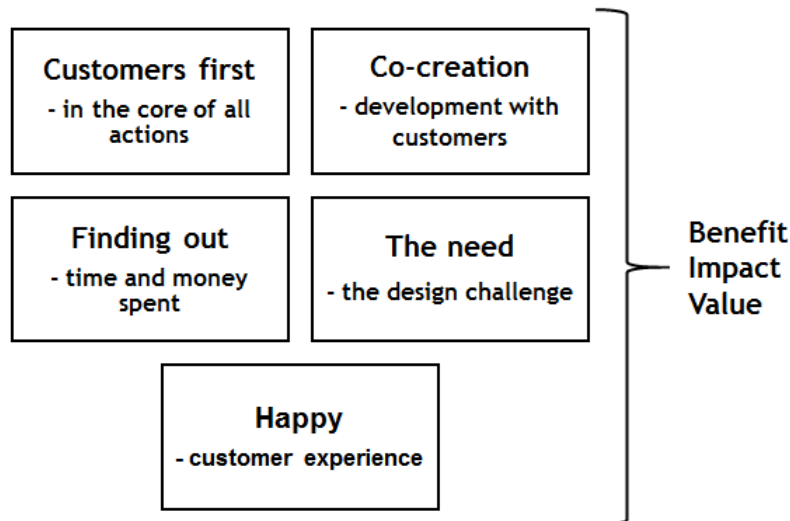 Customers first
- in the core of all
actions
Co-creation
- development with
customers
Finding out
- time and money
spent
The need
- the design challenge
Happy
- customer experience
Benefit
Impact
Value